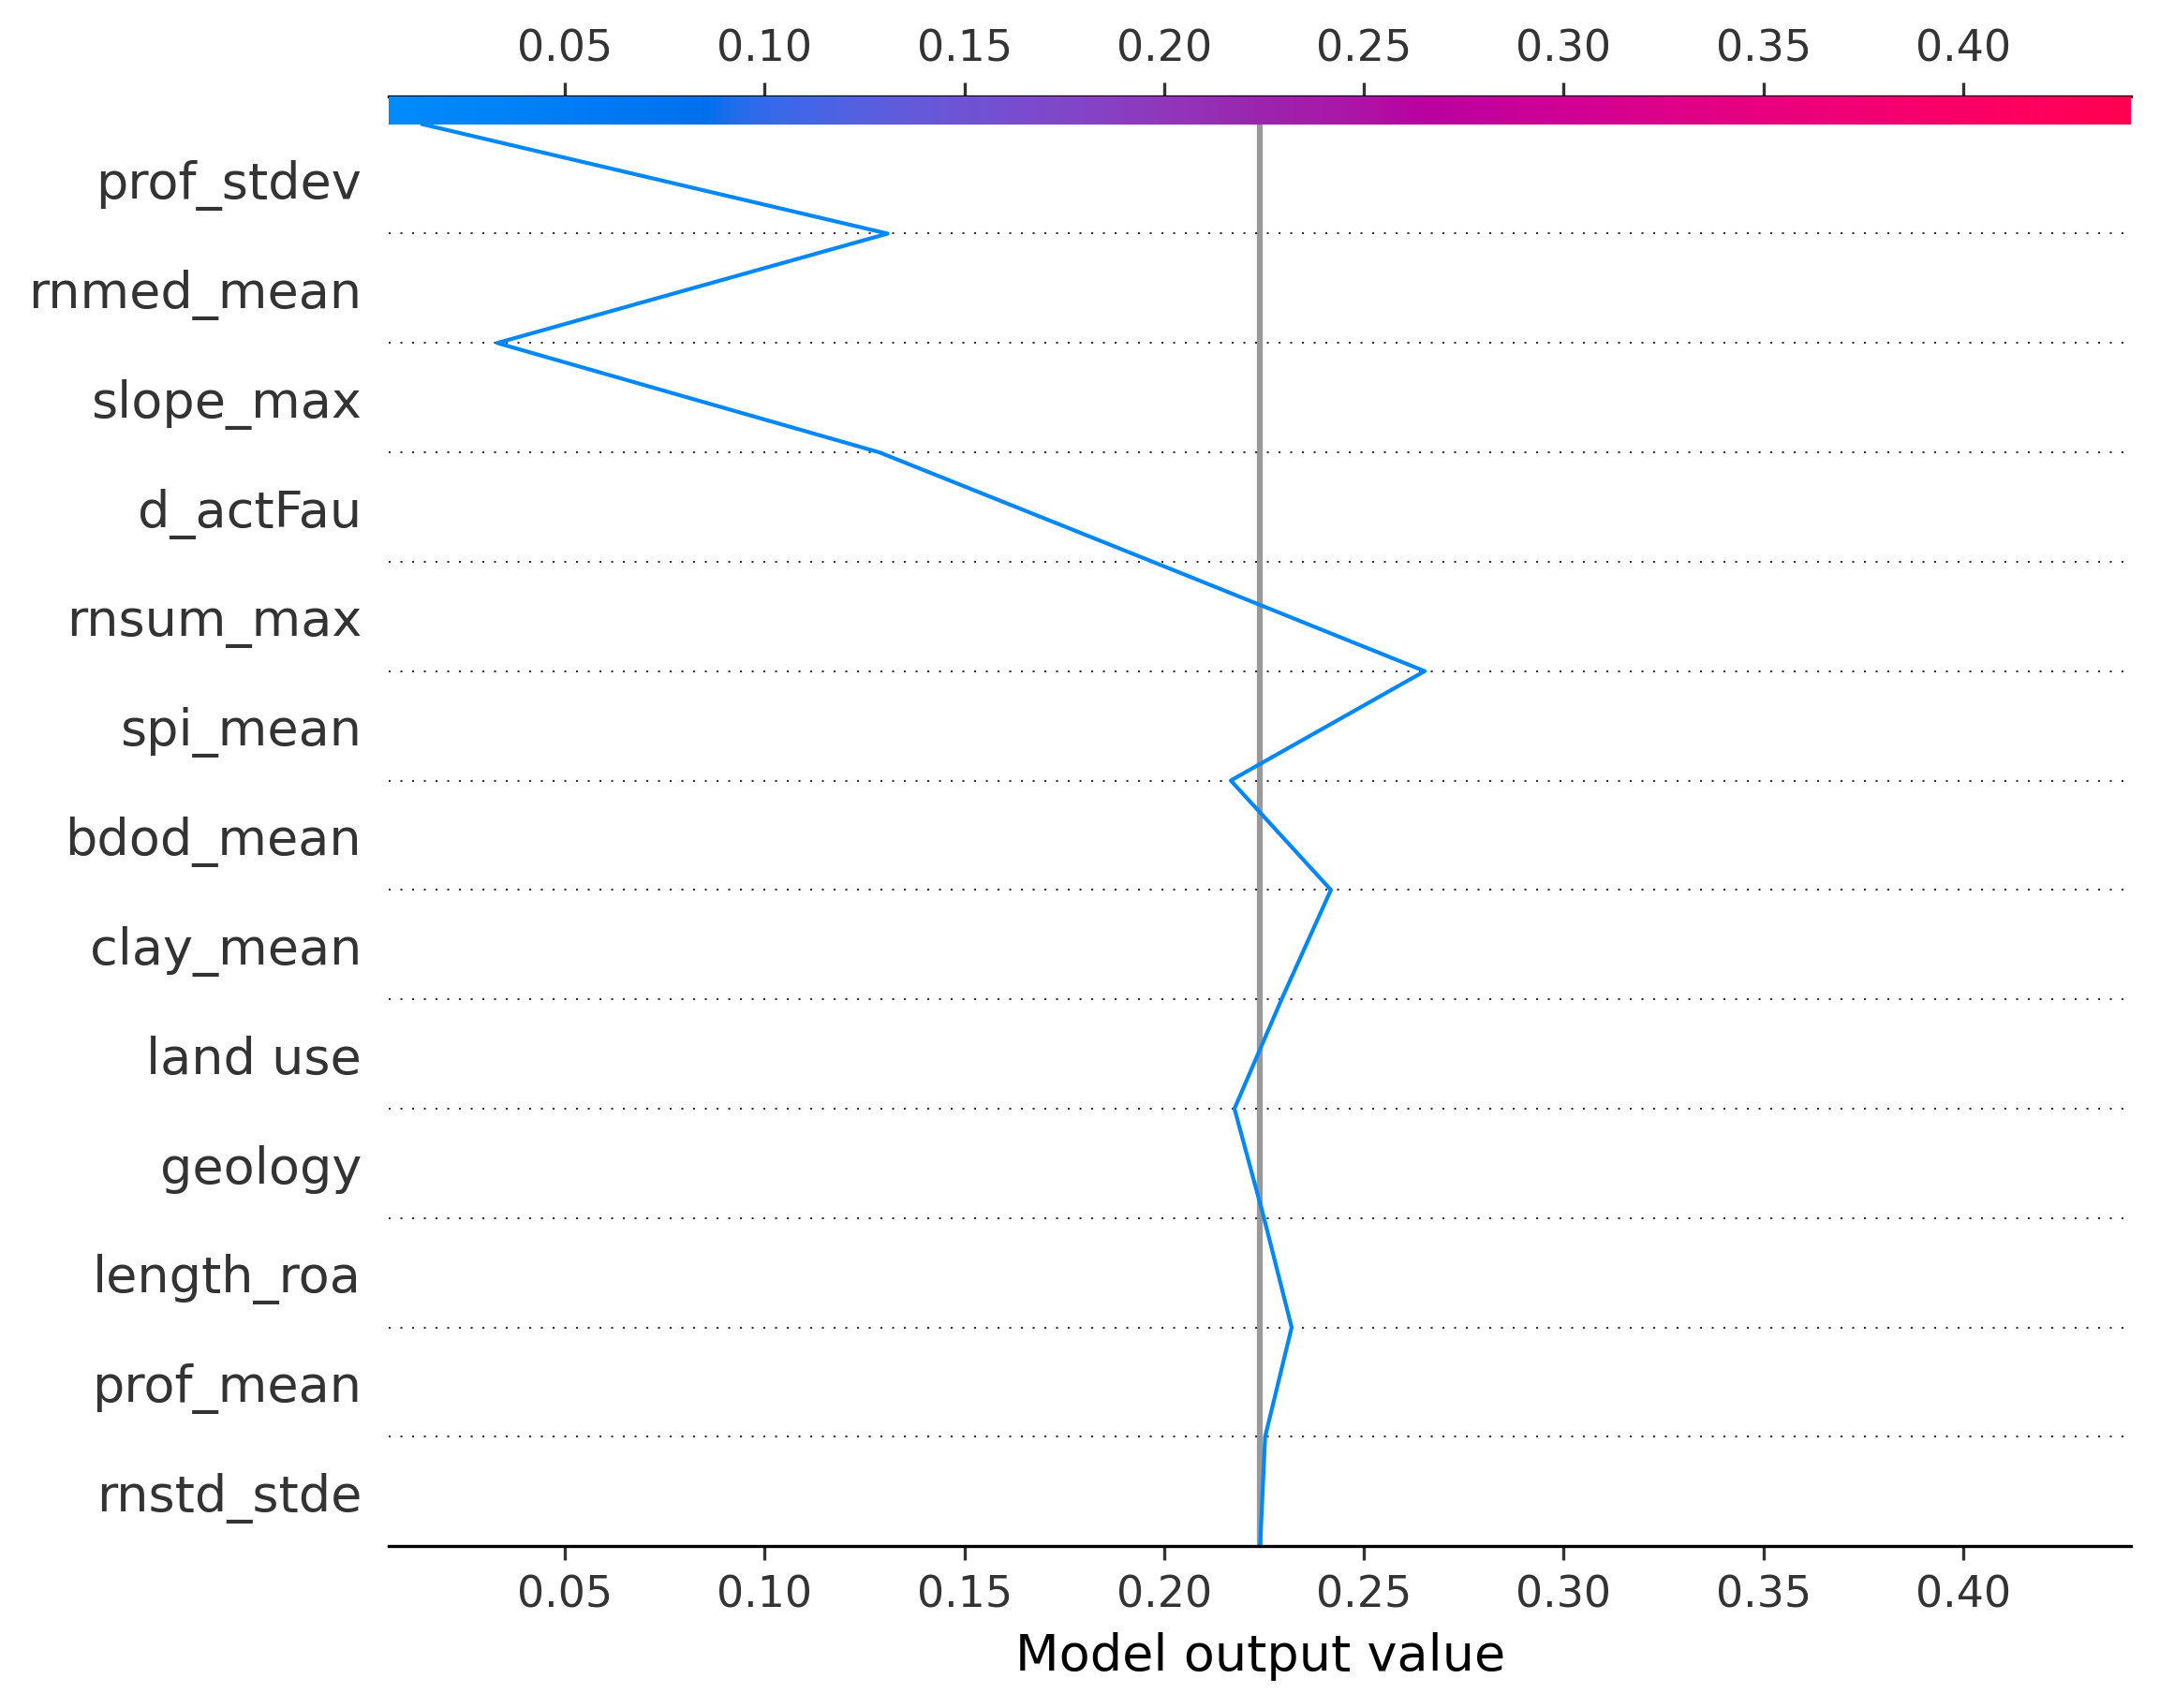 0.05 0.10 0.15 0.20 0.25 0.30 0.35 0.40
prof_stdev
rnmed_mean
slope_max
d_actFau
rnsum_max
spi_mean
bdod_mean
clay_mean
land use
geology
length_roa
prof_mean
rnstd_stde
0.05 0.10 0.15 0.20 0.25 0.30 0.35 0.40
Model output value